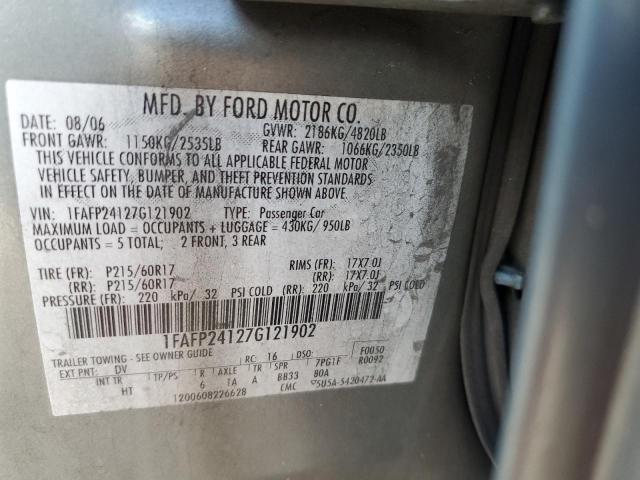 MFD. BY FORD MOTOR CO.
DATE: 08/06 GVWR: 2186KG/4820LB
FRONT GAWR: 1150KG/2535LB REAR GAWR: 1066KG/2350LB
THIS VEHICLE CONFORMS TO ALL APPLICABLE FEDERAL MOTOR
VEHICLE SAFETY, BUMPER, AND THEFT PREVENTION STANDARDS
IN EFFECT ON THE DATE OF MANUFACTURE SHOWN ABOVE.
VIN: 1FAFP24127G121902 TYPE: Passenger Car
MAXIMUM LOAD = OCCUPANTS + LUGGAGE = 430KG/ 950LB
OCCUPANTS = 5 TOTAL; 2 FRONT, 3 REAR
TIRE (FR): P215/60R17 RIMS (FR): 17X7.0J
(RR): P215/60R17 (RR): 17X7.0J
PRESSURE (FR): 220 kPa/ 32 PSI COLD (RR): 220 kPa/ 32 PSI COLD
1FAFP24127G121902
TRAILER TOWING - SEE OWNER GUIDE RC: 16 DSO: F0050
EXT PNT: DV 7PG1F R0092
INT TR TP/PS R AXLE TR SPR
HT 6 1A A BB33 80A
1200608226628 CMC 5U5A-5420472-AA